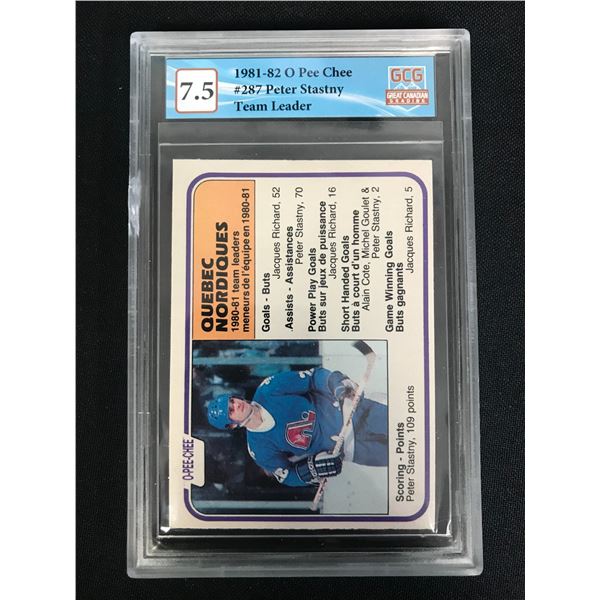 7.5
1981-82 O Pee Chee
#287 Peter Stastny
Team Leader
GCG
GREAT CANADIAN
GRADING
O-PEE-CHEE
QUEBEC
NORDIQUES
1980-81 team leaders
meneurs de l'équipe en 1980-81
Goals - Buts
Jacques Richard, 52
Assists - Assistances
Peter Stastny, 70
Power Play Goals
Buts sur jeux de puissance
Jacques Richard, 16
Short Handed Goals
Buts à court d'un homme
Alain Cote, Michel Goulet &
Peter Stastny, 2
Game Winning Goals
Buts gagnants
Jacques Richard, 5
Scoring - Points
Peter Stastny, 109 points